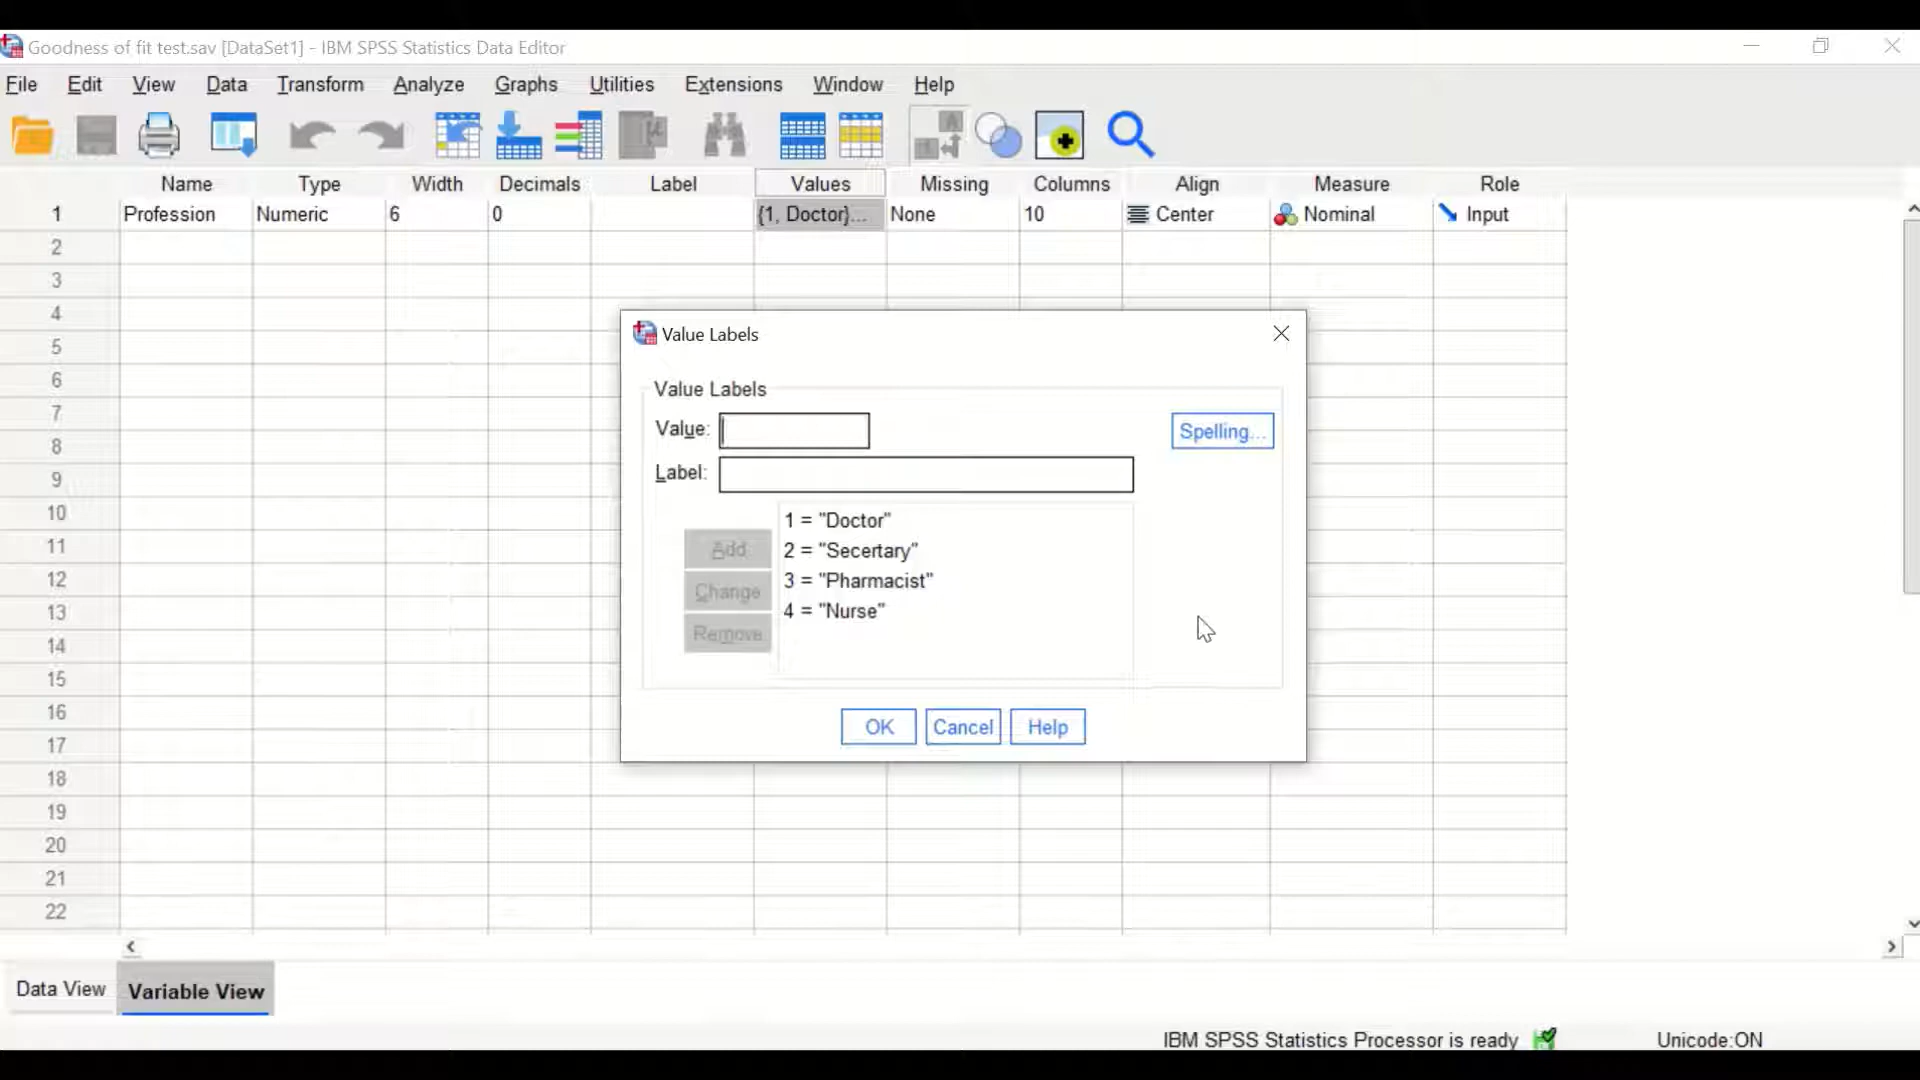 Goodness of fit test.sav [DataSet1] - IBM SPSS Statistics Data Editor
File Edit View Data Transform Analyze Graphs Utilities Extensions Window Help
Name Type Width Decimals Label Values Missing Columns Align Measure Role
1 Profession Numeric 6 0 {1, Doctor}... None 10 Center Nominal Input
2
3
4
5
6
7
8
9
10
11
12
13
14
15
16
17
18
19
20
21
22
Value Labels
Value Labels
Value:
Spelling...
Label:
1 = "Doctor"
2 = "Secertary"
3 = "Pharmacist"
4 = "Nurse"
Add
Change
Remove
OK Cancel Help
Data View Variable View
IBM SPSS Statistics Processor is ready Unicode:ON